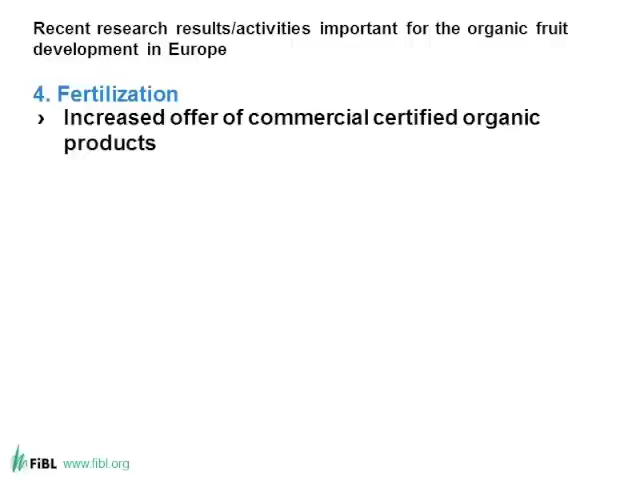 Recent research results/activities important for the organic fruit
development in Europe
4. Fertilization
› Increased offer of commercial certified organic
products
FiBL www.fibl.org